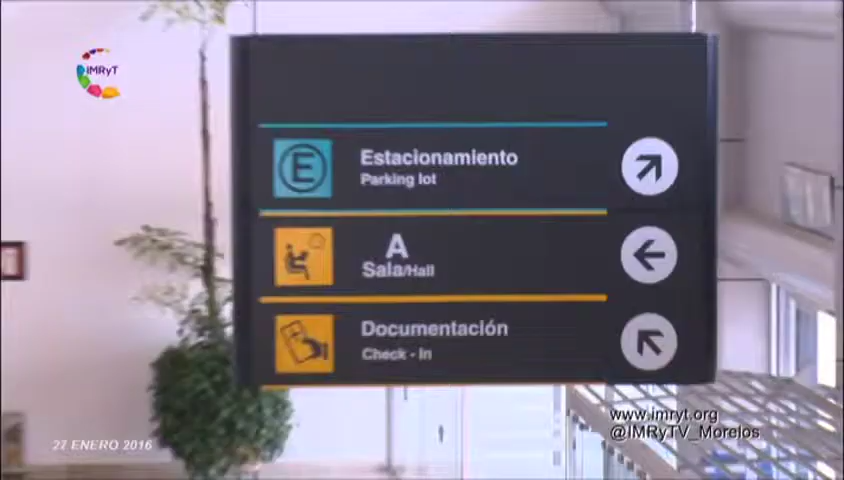 iMRyT
E
Estacionamiento
Parking lot
A
Sala/Hall
Documentación
Check - In
www.imryt.org
@IMRyTV_Morelos
27 ENERO 2016